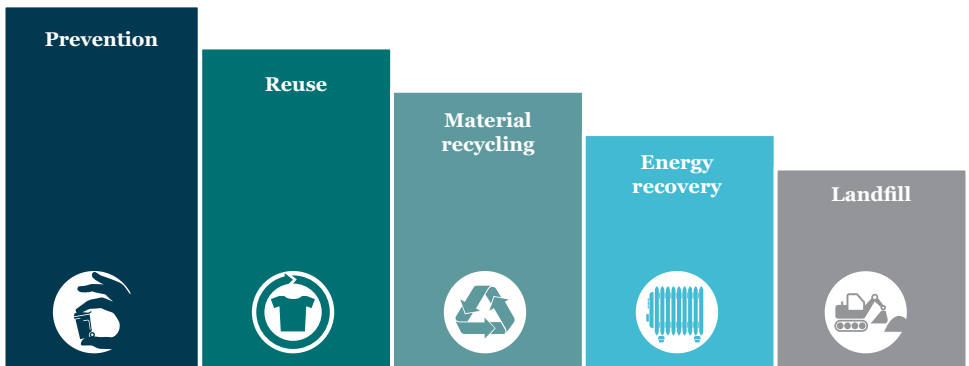 Prevention
Reuse
Material
recycling
Energy
recovery
Landfill